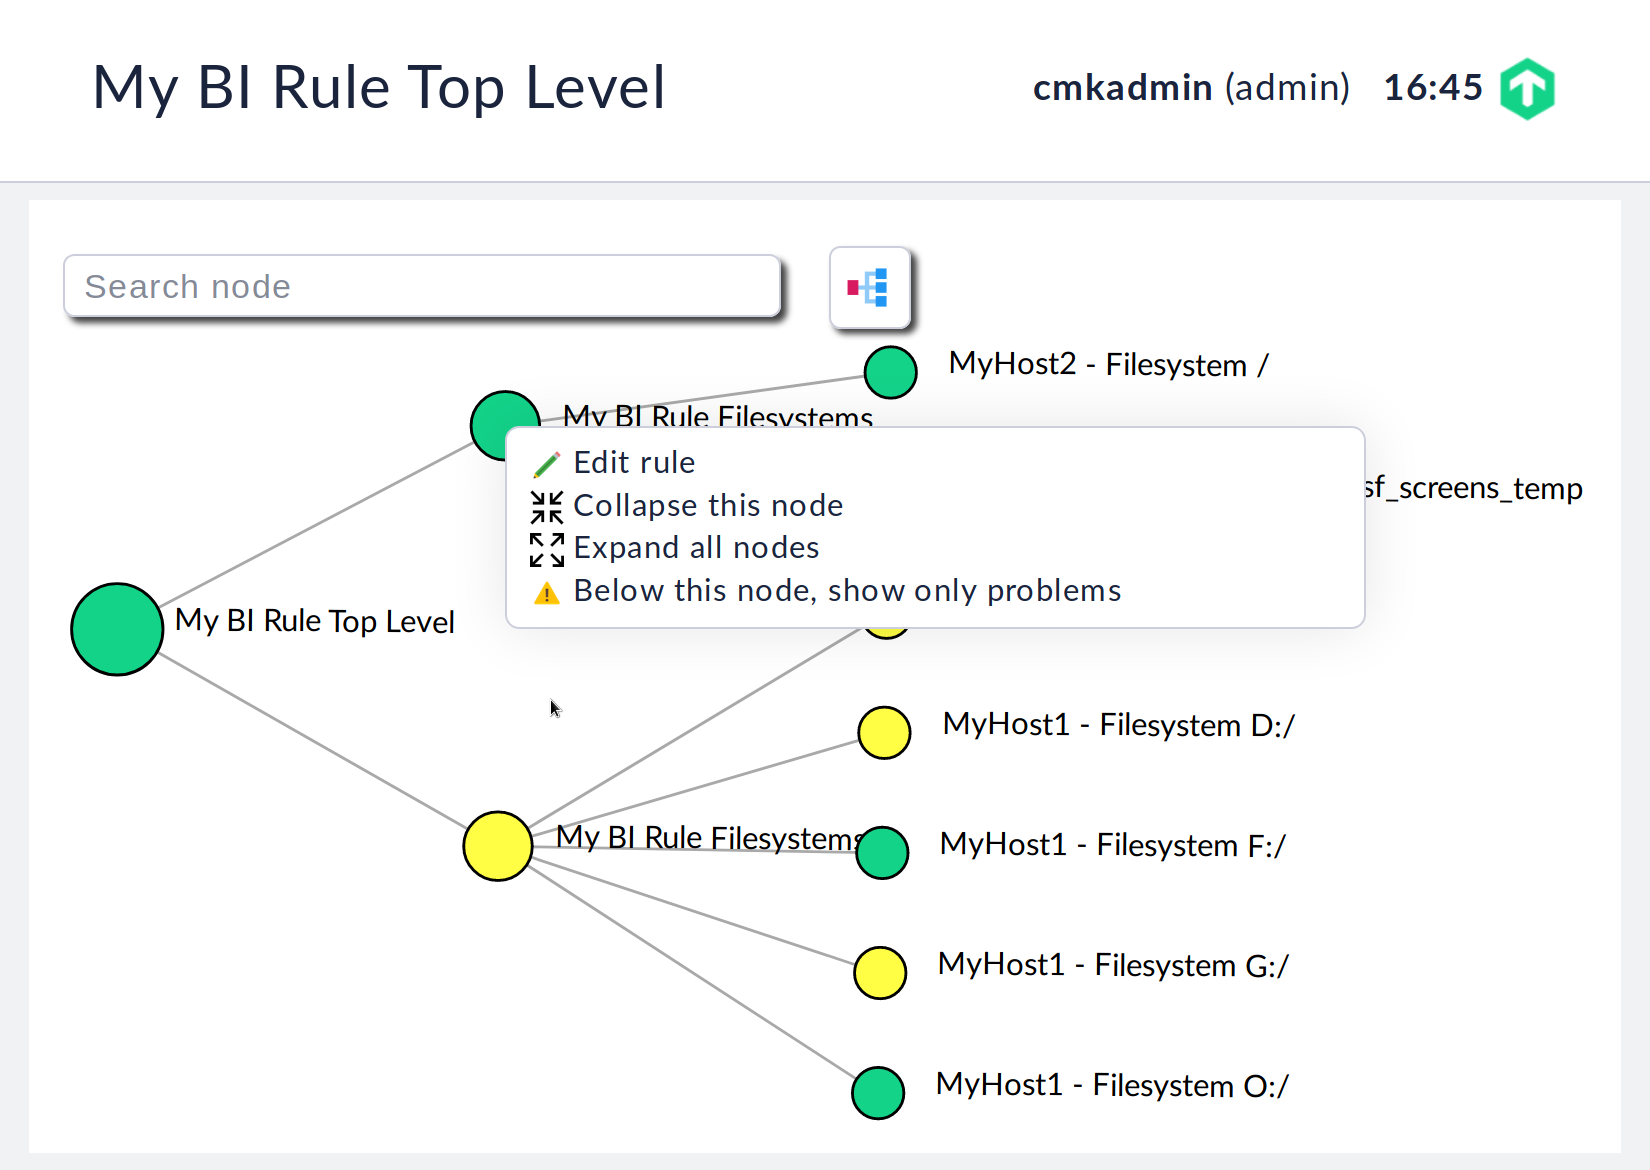 My BI Rule Top Level
cmkadmin (admin) 16:45
Search node
MyHost2 - Filesystem /
My BI Rule Filesystems
Edit rule
Collapse this node
Expand all nodes
Below this node, show only problems
sf_screens_temp
My BI Rule Top Level
MyHost1 - Filesystem D:/
My BI Rule Filesystems
MyHost1 - Filesystem F:/
MyHost1 - Filesystem G:/
MyHost1 - Filesystem O:/